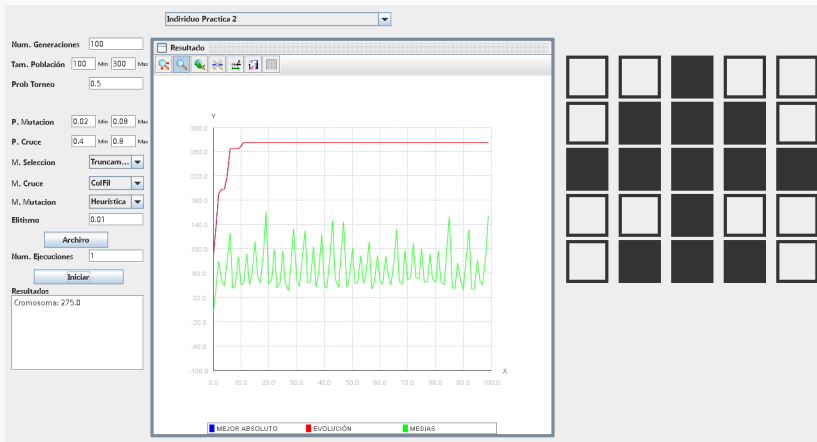 Individuo Practica 2
Num. Generaciones 100
Tam. Población 100 Min 300 Max
Prob Torneo 0.5
P. Mutacion 0.02 Min 0.08 Max
P. Cruce 0.4 Min 0.8 Max
M. Seleccion Truncam...
M. Cruce ColFil
M. Mutacion Heurística
Elitismo 0.01
Archivo
Num. Ejecuciones 1
Iniciar
Resultados
Cromosoma: 275.0
Resultado
Y
300.0
260.0
220.0
180.0
140.0
100.0
60.0
20.0
-20.0
-60.0
-100.0
X
0.0 10.0 20.0 30.0 40.0 50.0 60.0 70.0 80.0 90.0 100.0
MEJOR ABSOLUTO EVOLUCIÓN MEDIAS